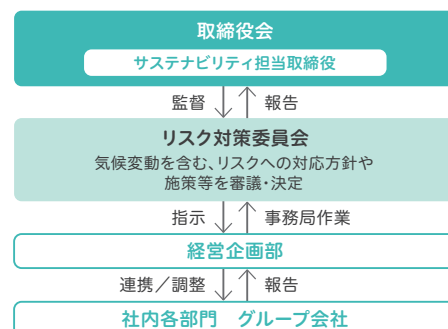 取締役会
サステナビリティ担当取締役
監督 報告
リスク対策委員会
気候変動を含む、リスクへの対応方針や
施策等を審議・決定
指示 事務局作業
経営企画部
連携／調整 報告
社内各部門 グループ会社